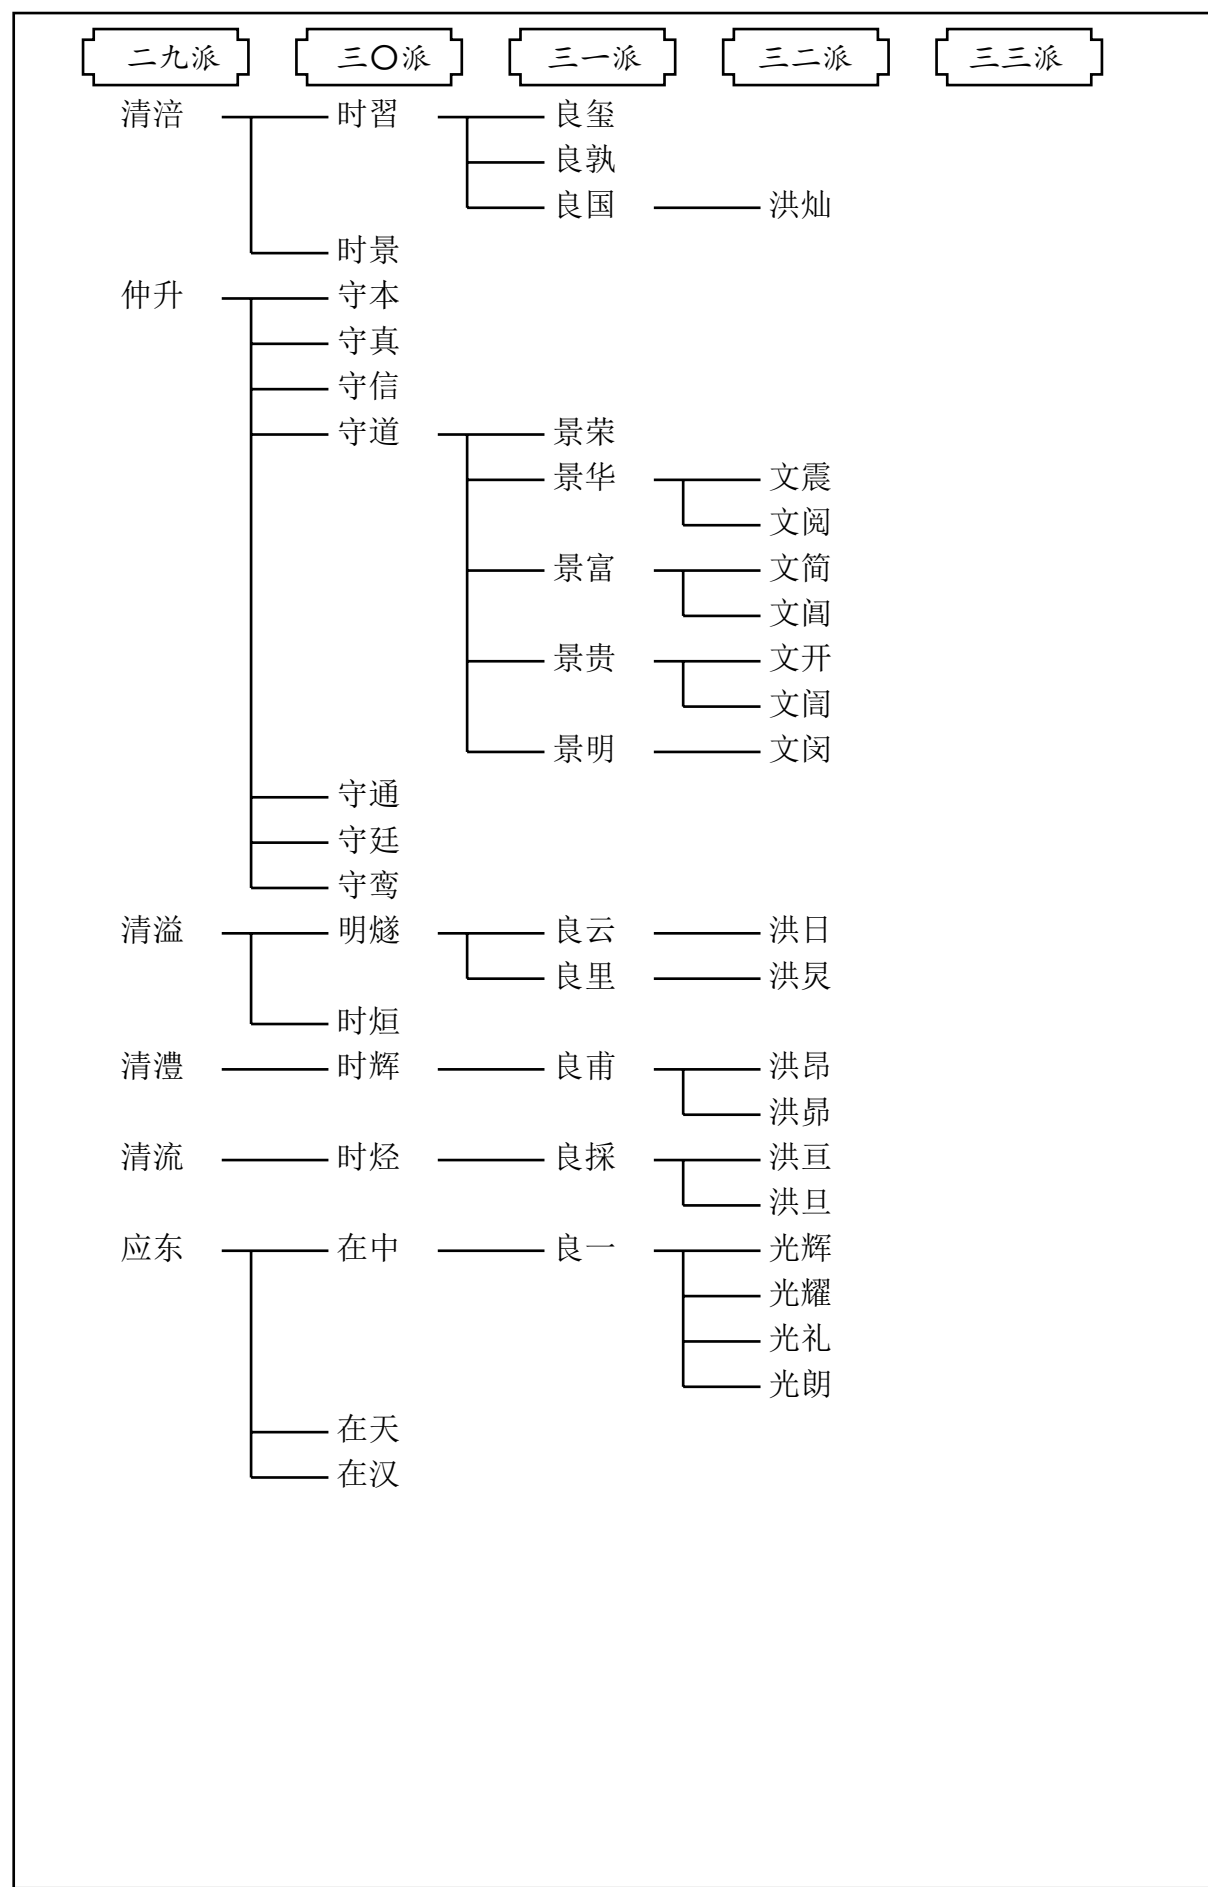 二九派 三〇派 三一派 三二派 三三派
清涪 时習 良玺
良孰
良国 洪灿
时景
仲升 守本
守真
守信
守道 景荣
景华 文震
文阅
景富 文简
文阊
景贵 文开
文訚
景明 文闵
守通
守廷
守鸾
清溢 明燧 良云 洪日
良里 洪炅
时烜
清澧 时辉 良甫 洪昂
洪昴
清流 时烃 良採 洪亘
洪旦
应东 在中 良一 光辉
光耀
光礼
光朗
在天
在汉